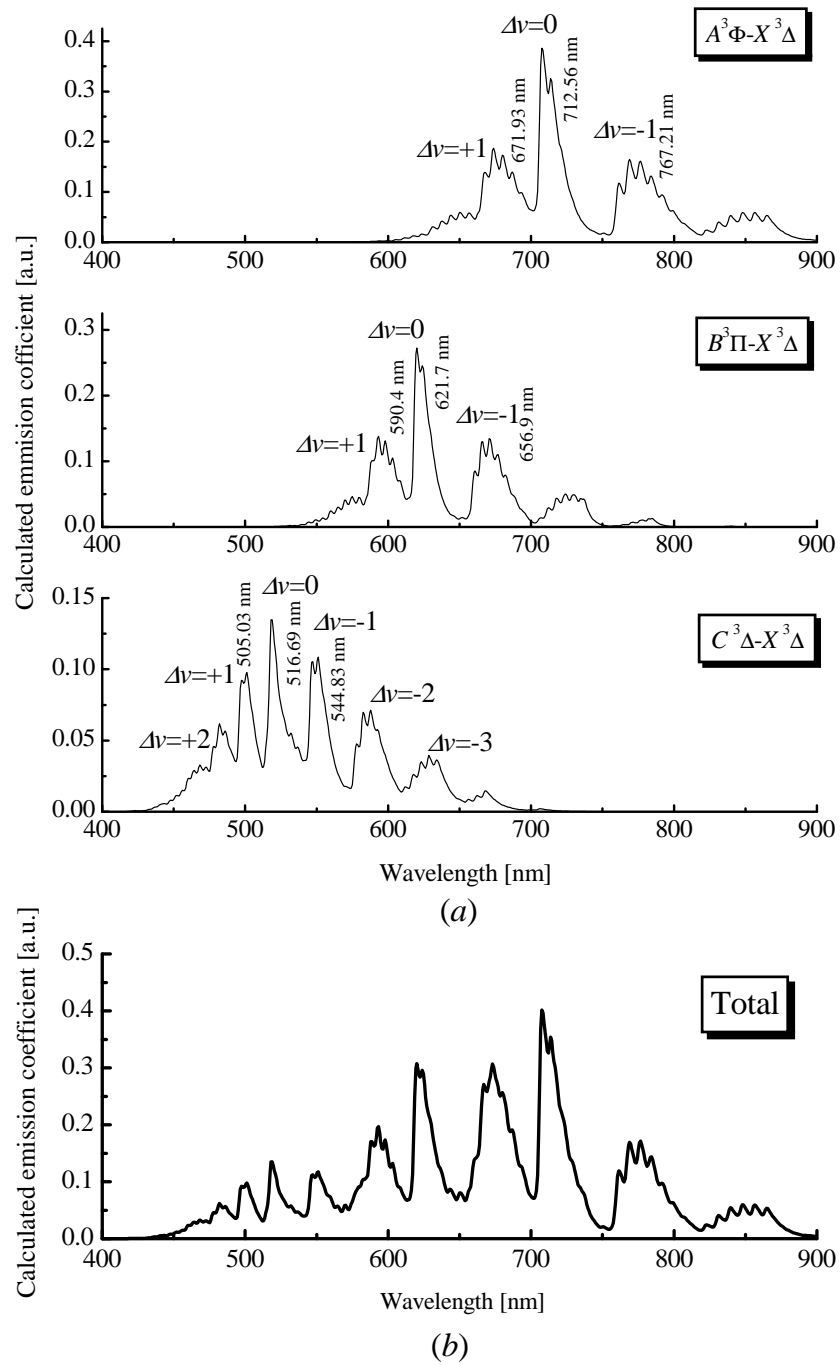 Calculated emmision cofficient [a.u.]
A³Φ-X³Δ
Δv=0
712.56 nm
671.93 nm
Δv=+1
Δv=-1
767.21 nm
0.4
0.3
0.2
0.1
0.0
400 500 600 700 800 900
B³Π-X³Δ
Δv=0
621.7 nm
590.4 nm
Δv=+1
Δv=-1
656.9 nm
0.3
0.2
0.1
0.0
400 500 600 700 800 900
C³Δ-X³Δ
Δv=0
516.69 nm
505.03 nm
Δv=-1
544.83 nm
Δv=+1
Δv=-2
Δv=+2
Δv=-3
0.15
0.10
0.05
0.00
400 500 600 700 800 900
Wavelength [nm]
(a)
Calculated emission coefficient [a.u.]
Total
0.5
0.4
0.3
0.2
0.1
0.0
400 500 600 700 800 900
Wavelength [nm]
(b)